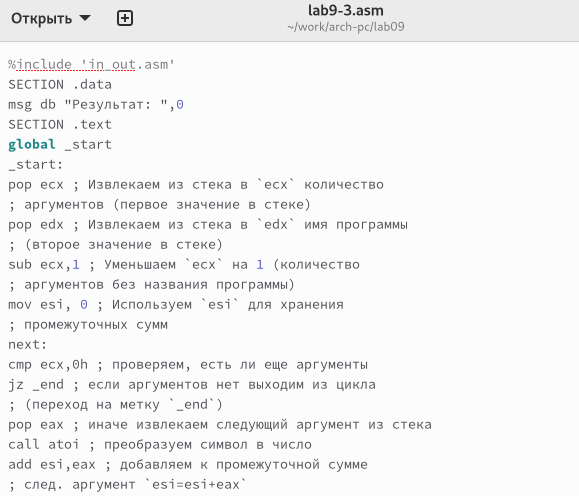 Открыть
lab9-3.asm
~/work/arch-pc/lab09
%include 'in_out.asm'
SECTION .data
msg db "Результат: ",0
SECTION .text
global _start
_start:
pop ecx ; Извлекаем из стека в `ecx` количество
; аргументов (первое значение в стеке)
pop edx ; Извлекаем из стека в `edx` имя программы
; (второе значение в стеке)
sub ecx,1 ; Уменьшаем `ecx` на 1 (количество
; аргументов без названия программы)
mov esi, 0 ; Используем `esi` для хранения
; промежуточных сумм
next:
cmp ecx,0h ; проверяем, есть ли еще аргументы
jz _end ; если аргументов нет выходим из цикла
; (переход на метку `_end`)
pop eax ; иначе извлекаем следующий аргумент из стека
call atoi ; преобразуем символ в число
add esi,eax ; добавляем к промежуточной сумме
; след. аргумент `esi=esi+eax`